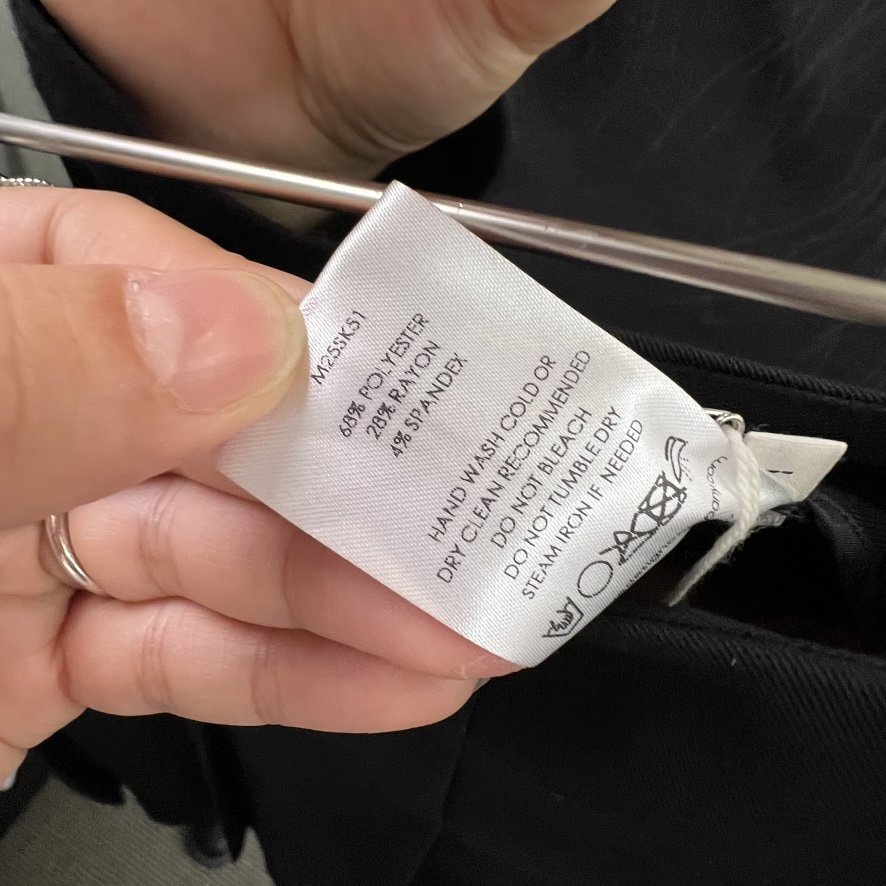 M25SK51
68% POLYESTER
28% RAYON
4% SPANDEX
HAND WASH COLD OR
DRY CLEAN RECOMMENDED
DO NOT BLEACH
DO NOT TUMBLE DRY
STEAM IRON IF NEEDED